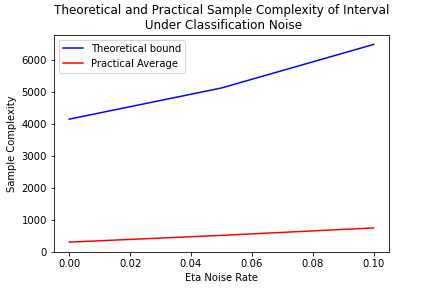 Theoretical and Practical Sample Complexity of Interval
Under Classification Noise
Theoretical bound
Practical Average
Sample Complexity
6000
5000
4000
3000
2000
1000
0
0.00 0.02 0.04 0.06 0.08 0.10
Eta Noise Rate